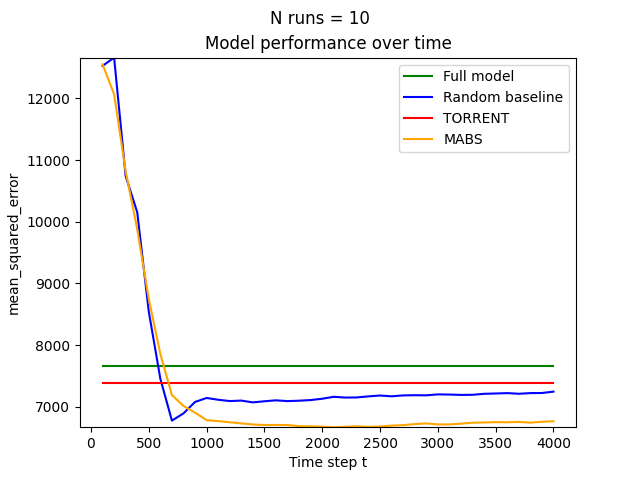 N runs = 10
Model performance over time
Full model
Random baseline
TORRENT
MABS
12000
11000
10000
9000
8000
7000
mean_squared_error
0 500 1000 1500 2000 2500 3000 3500 4000
Time step t